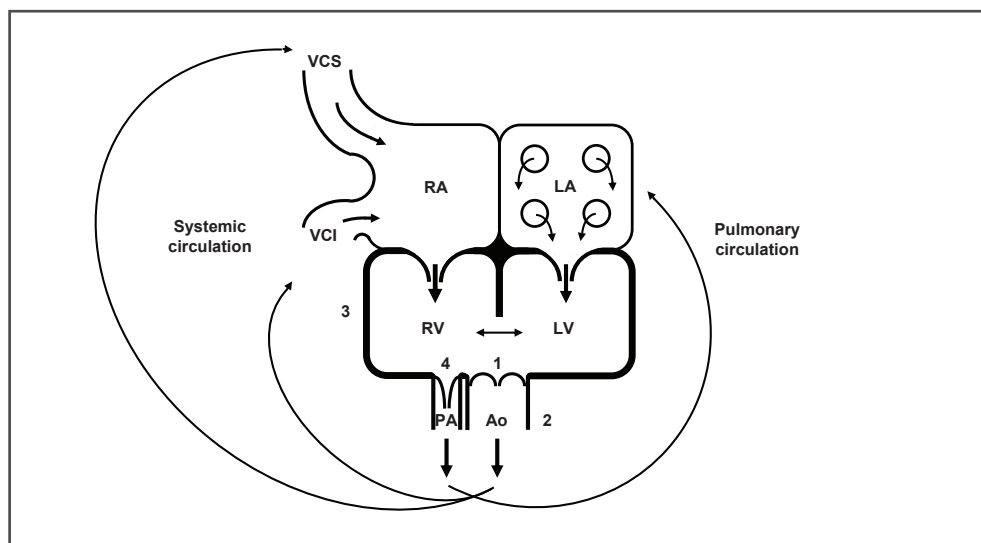 VCS
RA
LA
Systemic
circulation
VCI
Pulmonary
circulation
3
RV
LV
4
1
PA
Ao
2